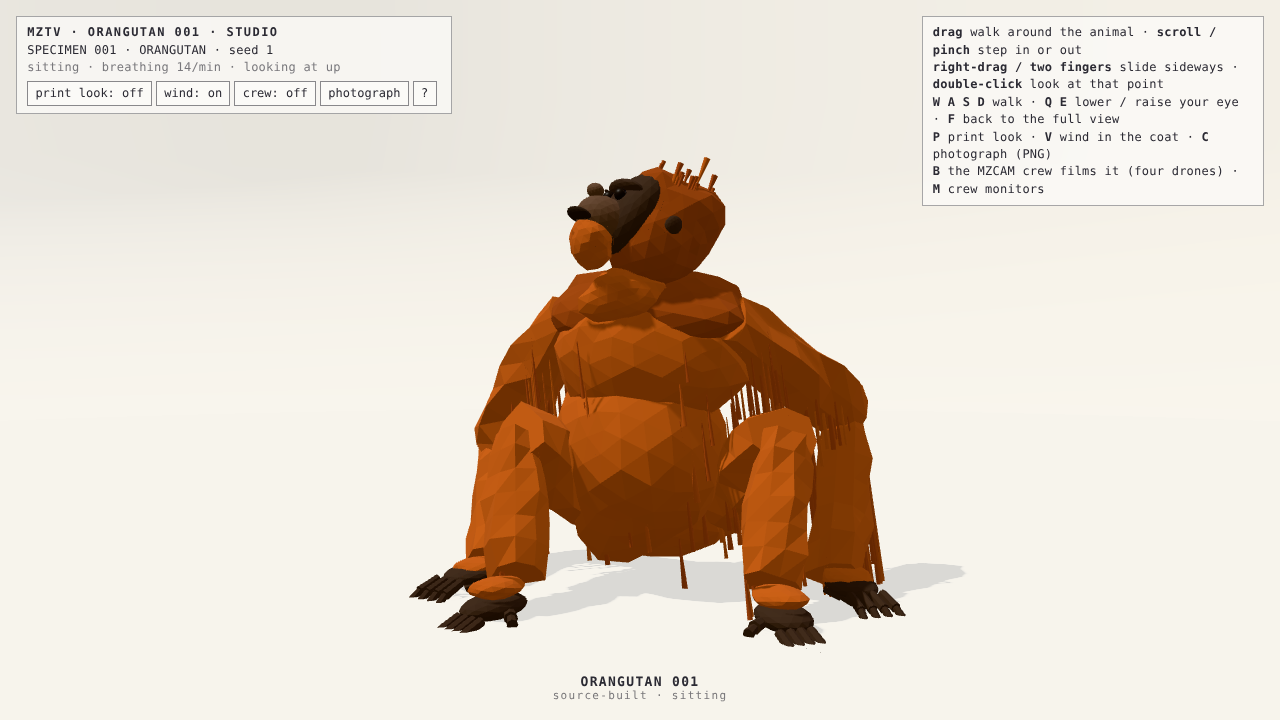 MZTV · ORANGUTAN 001 · STUDIO
SPECIMEN 001 · ORANGUTAN · seed 1
sitting · breathing 14/min · looking at up
print look: off wind: on crew: off photograph ?
drag walk around the animal · scroll /
pinch step in or out
right-drag / two fingers slide sideways ·
double-click look at that point
W A S D walk · Q E lower / raise your eye
· F back to the full view
P print look · V wind in the coat · C
photograph (PNG)
B the MZCAM crew films it (four drones) ·
M crew monitors
ORANGUTAN 001
source-built · sitting